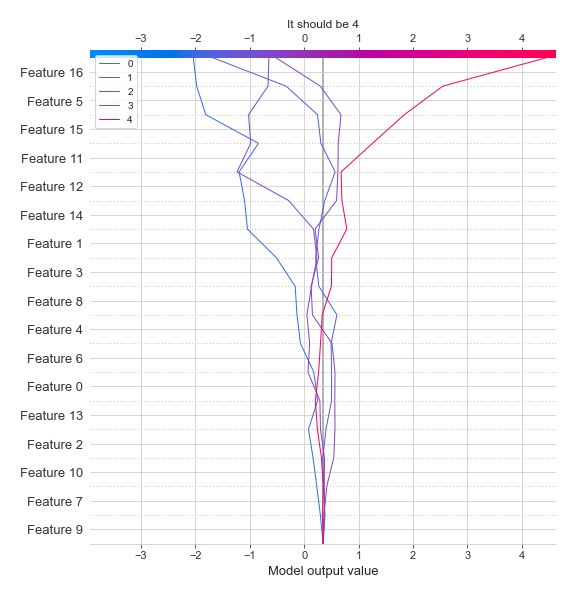 It should be 4
−3 −2 −1 0 1 2 3 4
0
1
2
3
4
Feature 16
Feature 5
Feature 15
Feature 11
Feature 12
Feature 14
Feature 1
Feature 3
Feature 8
Feature 4
Feature 6
Feature 0
Feature 13
Feature 2
Feature 10
Feature 7
Feature 9
−3 −2 −1 0 1 2 3 4
Model output value